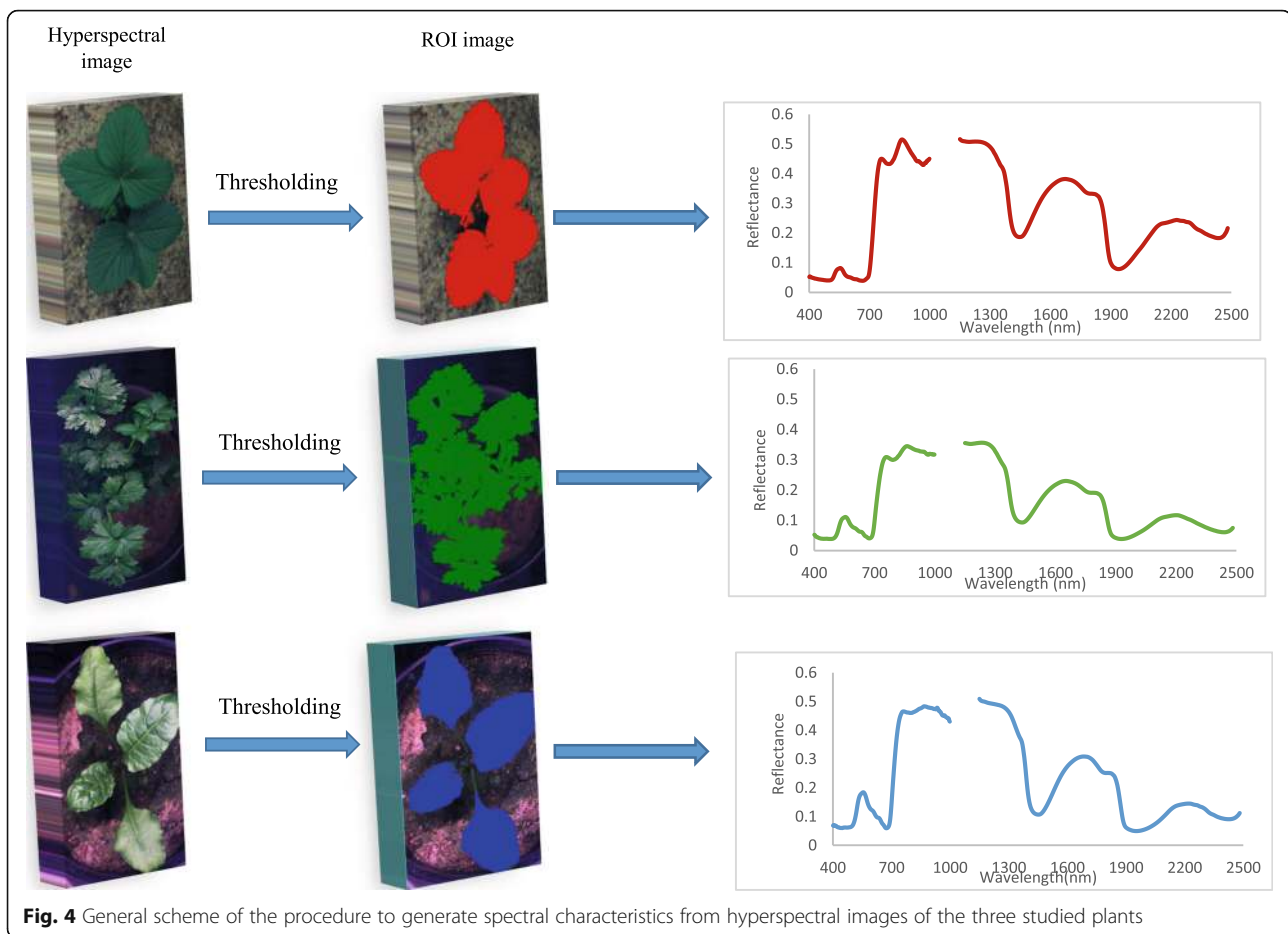 Hyperspectral
image
ROI image
Thresholding
0.6
0.5
0.4
0.3
0.2
0.1
0
Reflectance
400 700 1000 1300 1600 1900 2200 2500
Wavelength (nm)
Thresholding
0.6
0.5
0.4
0.3
0.2
0.1
0
Reflectance
400 700 1000 1300 1600 1900 2200 2500
Wavelength (nm)
Thresholding
0.6
0.5
0.4
0.3
0.2
0.1
0
Reflectance
400 700 1000 1300 1600 1900 2200 2500
Wavelength(nm)
Fig. 4 General scheme of the procedure to generate spectral characteristics from hyperspectral images of the three studied plants